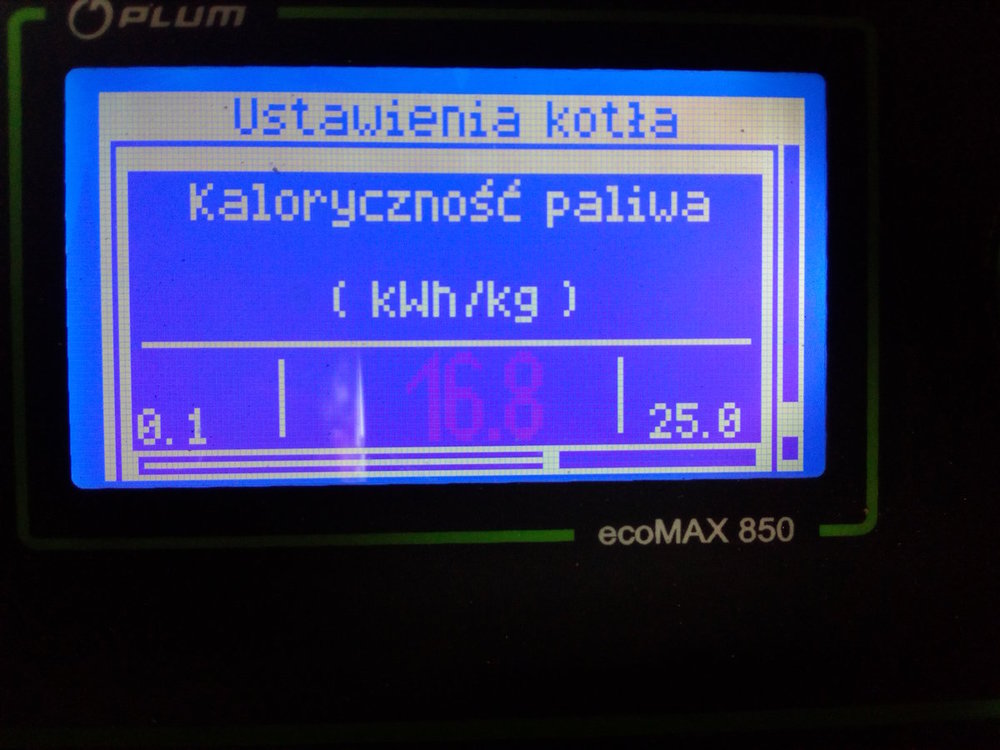 PLUM
Ustawienia kotła
Kaloryczność paliwa
( kWh/kg )
0.1 16.8 25.0
ecoMAX 850